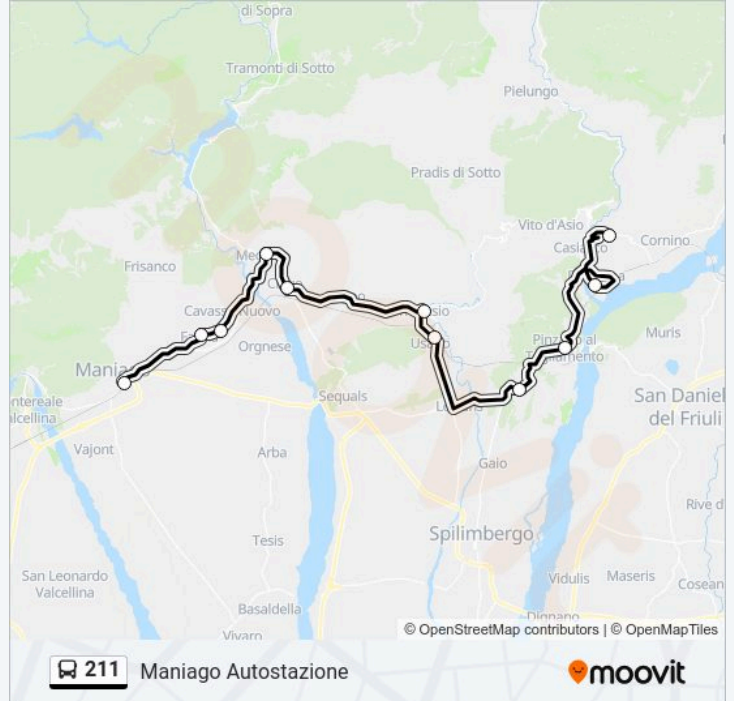 di Sopra
Tramonti di Sotto
Pielungo
Pradis di Sotto
Vito d'Asio
Cornino
Frisanco
Cavasso Nuovo
Orgnese
Muris
Sequals
San Daniel
del Friuli
Vajont
Arba
Gaio
Rive d
Spilimbergo
Tesis
San Leonardo
Valcellina
Vidulis
Maseris
Cosean
Basaldella
Dignano
Vivaro
© OpenStreetMap contributors | © OpenMapTiles
211 Maniago Autostazione
moovit